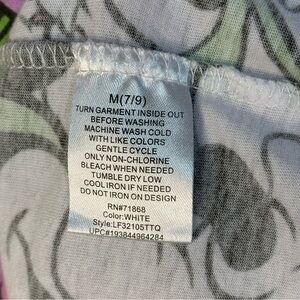 M(7/9)
TURN GARMENT INSIDE OUT
BEFORE WASHING
MACHINE WASH COLD
WITH LIKE COLORS
GENTLE CYCLE
ONLY NON-CHLORINE
BLEACH WHEN NEEDED
TUMBLE DRY LOW
COOL IRON IF NEEDED
DO NOT IRON ON DESIGN
RN#71868
Color:WHITE
Style:LF32105TTQ
UPC#193844964284